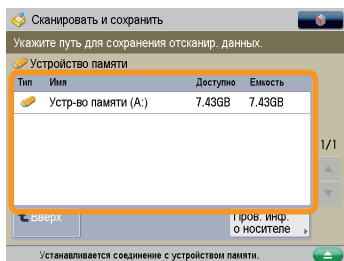 Сканировать и сохранить
Укажите путь для сохранения отсканир. данных.
Устройство памяти
Тип Имя Доступно Емкость
Устр-во памяти (A:) 7.43GB 7.43GB
1/1
Вверх
Пров. инф.
о носителе
Устанавливается соединение с устройством памяти.